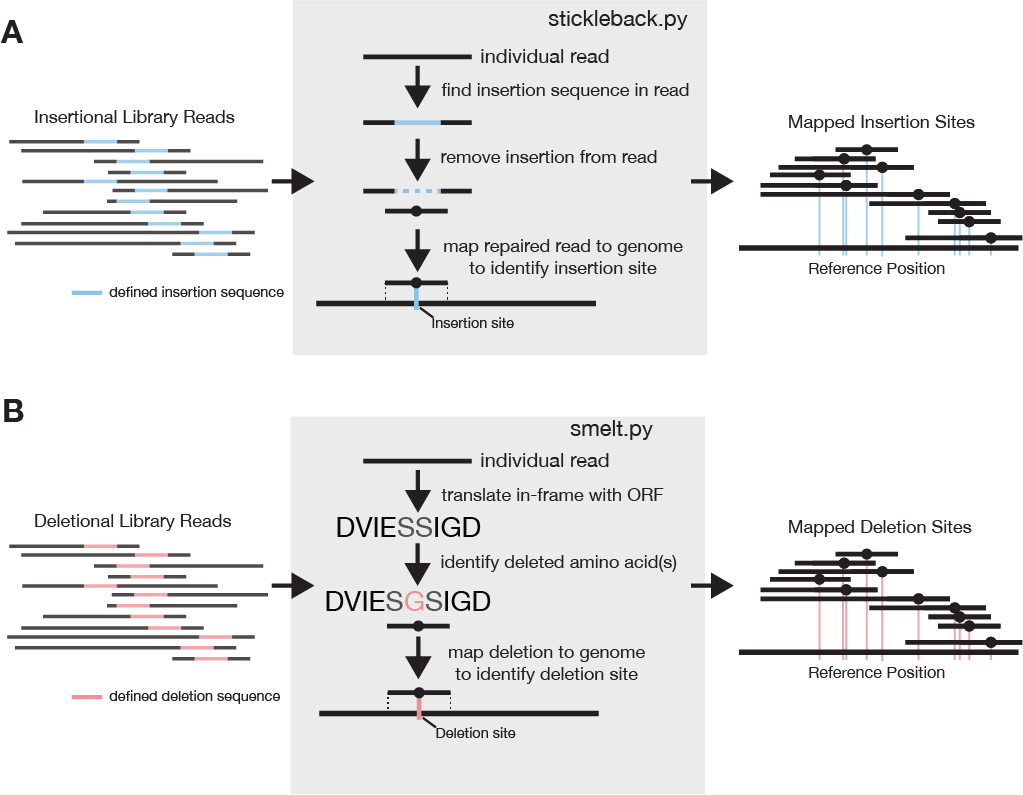 A
stickleback.py
individual read
find insertion sequence in read
Insertional Library Reads
remove insertion from read
map repaired read to genome
to identify insertion site
defined insertion sequence
Insertion site
Mapped Insertion Sites
Reference Position
B
smelt.py
individual read
translate in-frame with ORF
Deletional Library Reads
DVIESSIGD
identify deleted amino acid(s)
DVIESGSIGD
map deletion to genome
to identify deletion site
defined deletion sequence
Deletion site
Mapped Deletion Sites
Reference Position